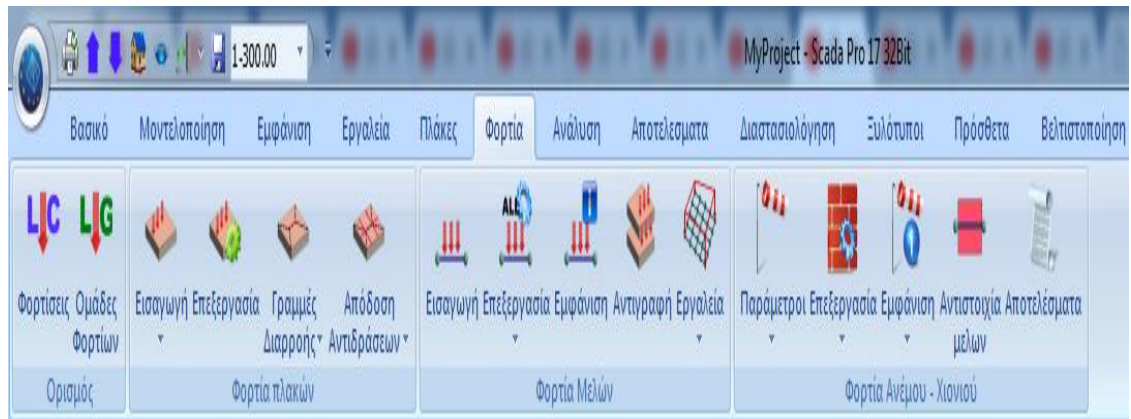 1-300.00
MyProject - Scada Pro 17 32Bit
Βασικό Μοντελοποίηση Εμφάνιση Εργαλεία Πλάκες Φορτία Ανάλυση Αποτελεσματα Διαστασιολόγηση Ξυλότυποι Πρόσθετα Βελτιστοποίηση
LC LG ALL
Φορτίσεις Ομάδες Εισαγωγή Επεξεργασία Γραμμές Απόδοση Εισαγωγή Επεξεργασία Εμφάνιση Αντιγραφή Εργαλεία Παράμετροι Επεξεργασία Εμφάνιση Αντιστοιχία Αποτελέσματα
Φορτίων Διαρροής Αντιδράσεων μελων
Ορισμός Φορτία πλακών Φορτία Μελών Φορτία Ανέμου - Χιονιού